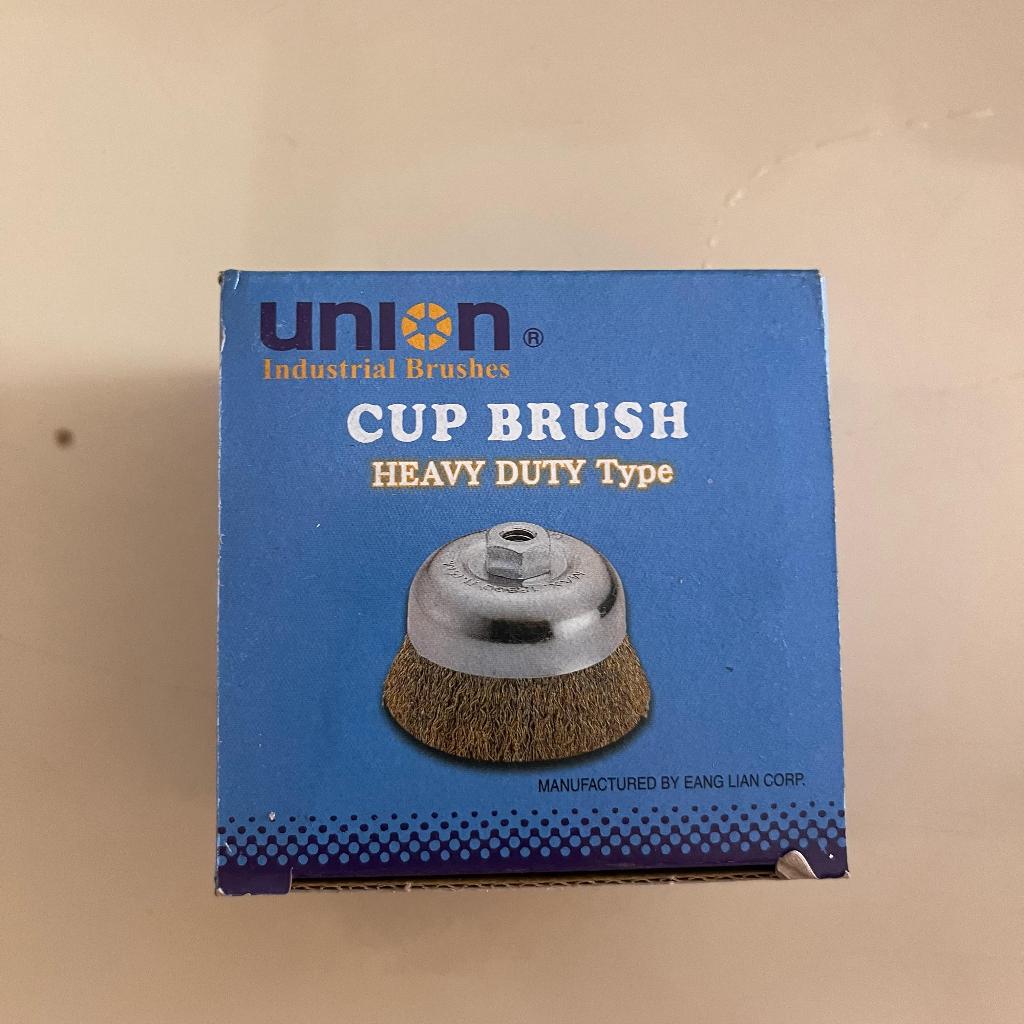 union ®
Industrial Brushes
CUP BRUSH
HEAVY DUTY Type
MANUFACTURED BY EANG LIAN CORP.